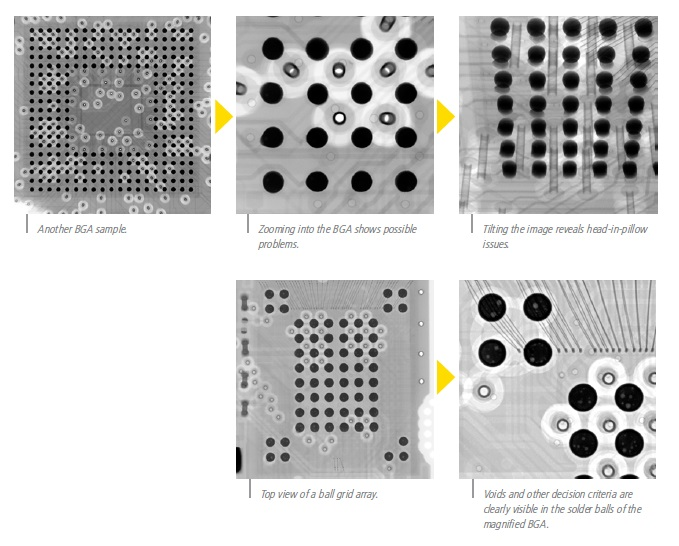 Another BGA sample.
Zooming into the BGA shows possible
problems.
Tilting the image reveals head-in-pillow
issues.
Top view of a ball grid array.
Voids and other decision criteria are
clearly visible in the solder balls of the
magnified BGA.